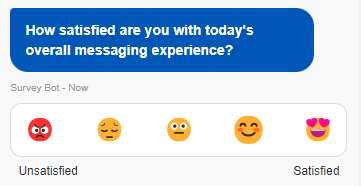 How satisfied are you with today's
overall messaging experience?
Survey Bot - Now
Unsatisfied
Satisfied